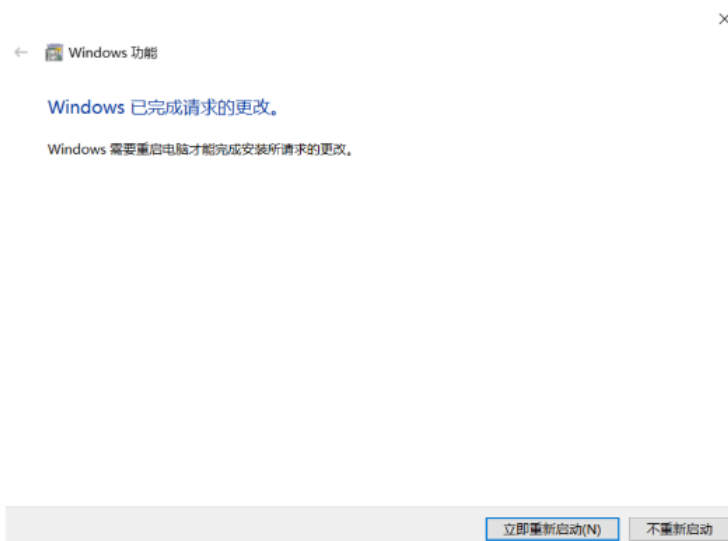 Windows 功能
Windows 已完成请求的更改。
Windows 需要重启电脑才能完成安装所请求的更改。
立即重新启动(N)
不重新启动